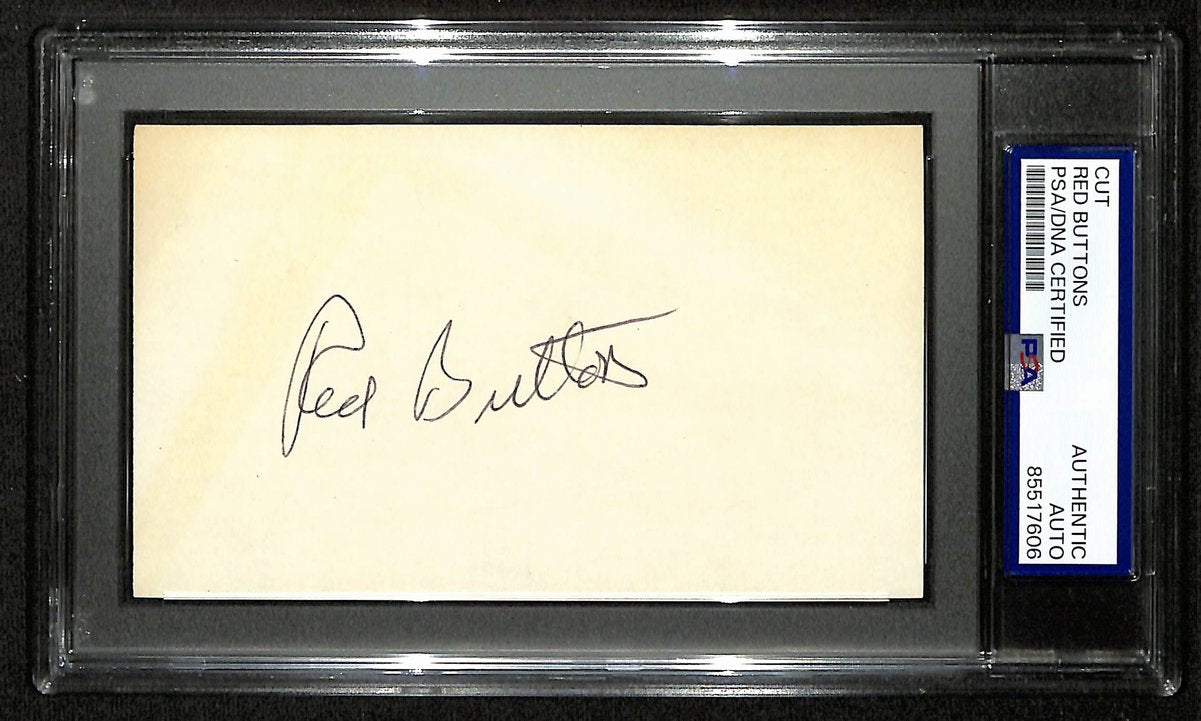 Red Buttons
CUT
RED BUTTONS
PSA/DNA CERTIFIED
PSA
AUTHENTIC
AUTO
85517606